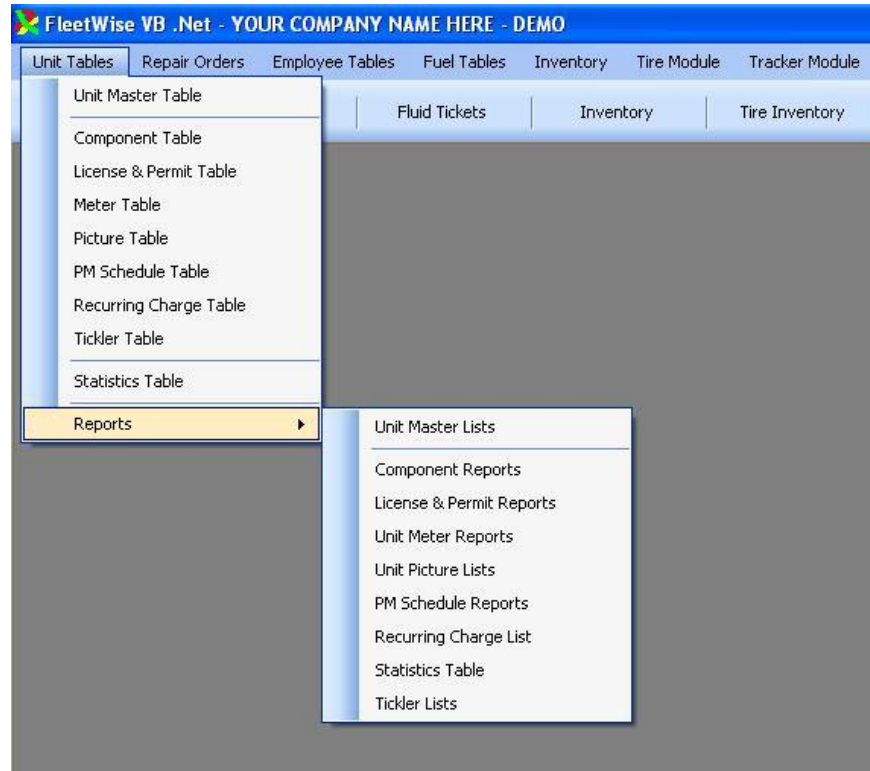 FleetWise VB .Net - YOUR COMPANY NAME HERE - DEMO
Unit Tables Repair Orders Employee Tables Fuel Tables Inventory Tire Module Tracker Module
Fluid Tickets Inventory Tire Inventory
Unit Master Table
Component Table
License & Permit Table
Meter Table
Picture Table
PM Schedule Table
Recurring Charge Table
Tickler Table
Statistics Table
Reports
Unit Master Lists
Component Reports
License & Permit Reports
Unit Meter Reports
Unit Picture Lists
PM Schedule Reports
Recurring Charge List
Statistics Table
Tickler Lists